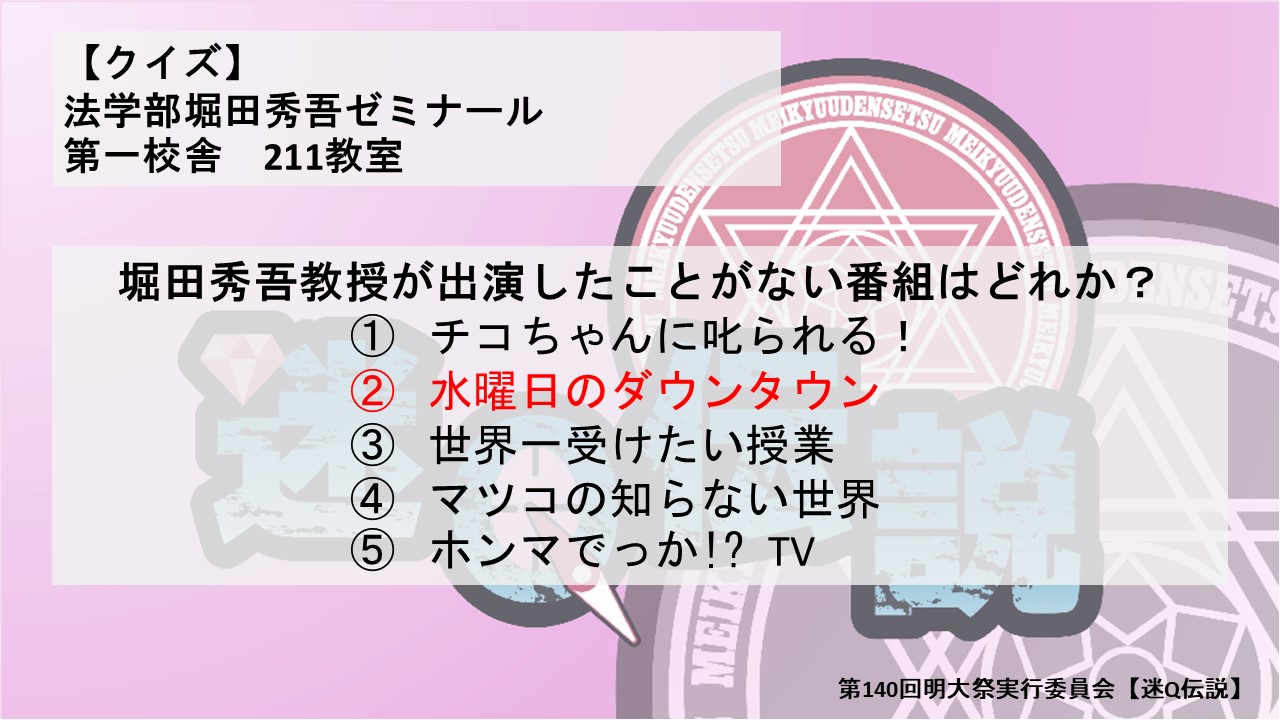 【クイズ】
法学部堀田秀吾ゼミナール
第一校舎　211教室
堀田秀吾教授が出演したことがない番組はどれか？
① チコちゃんに叱られる！
② 水曜日のダウンタウン
③ 世界一受けたい授業
④ マツコの知らない世界
⑤ ホンマでっか!? TV
迷Q伝説
MEIKYUUDENSETSU MEIKYUUDENSETSU MEIKYUUDENSETSU
第140回明大祭実行委員会【迷Q伝説】